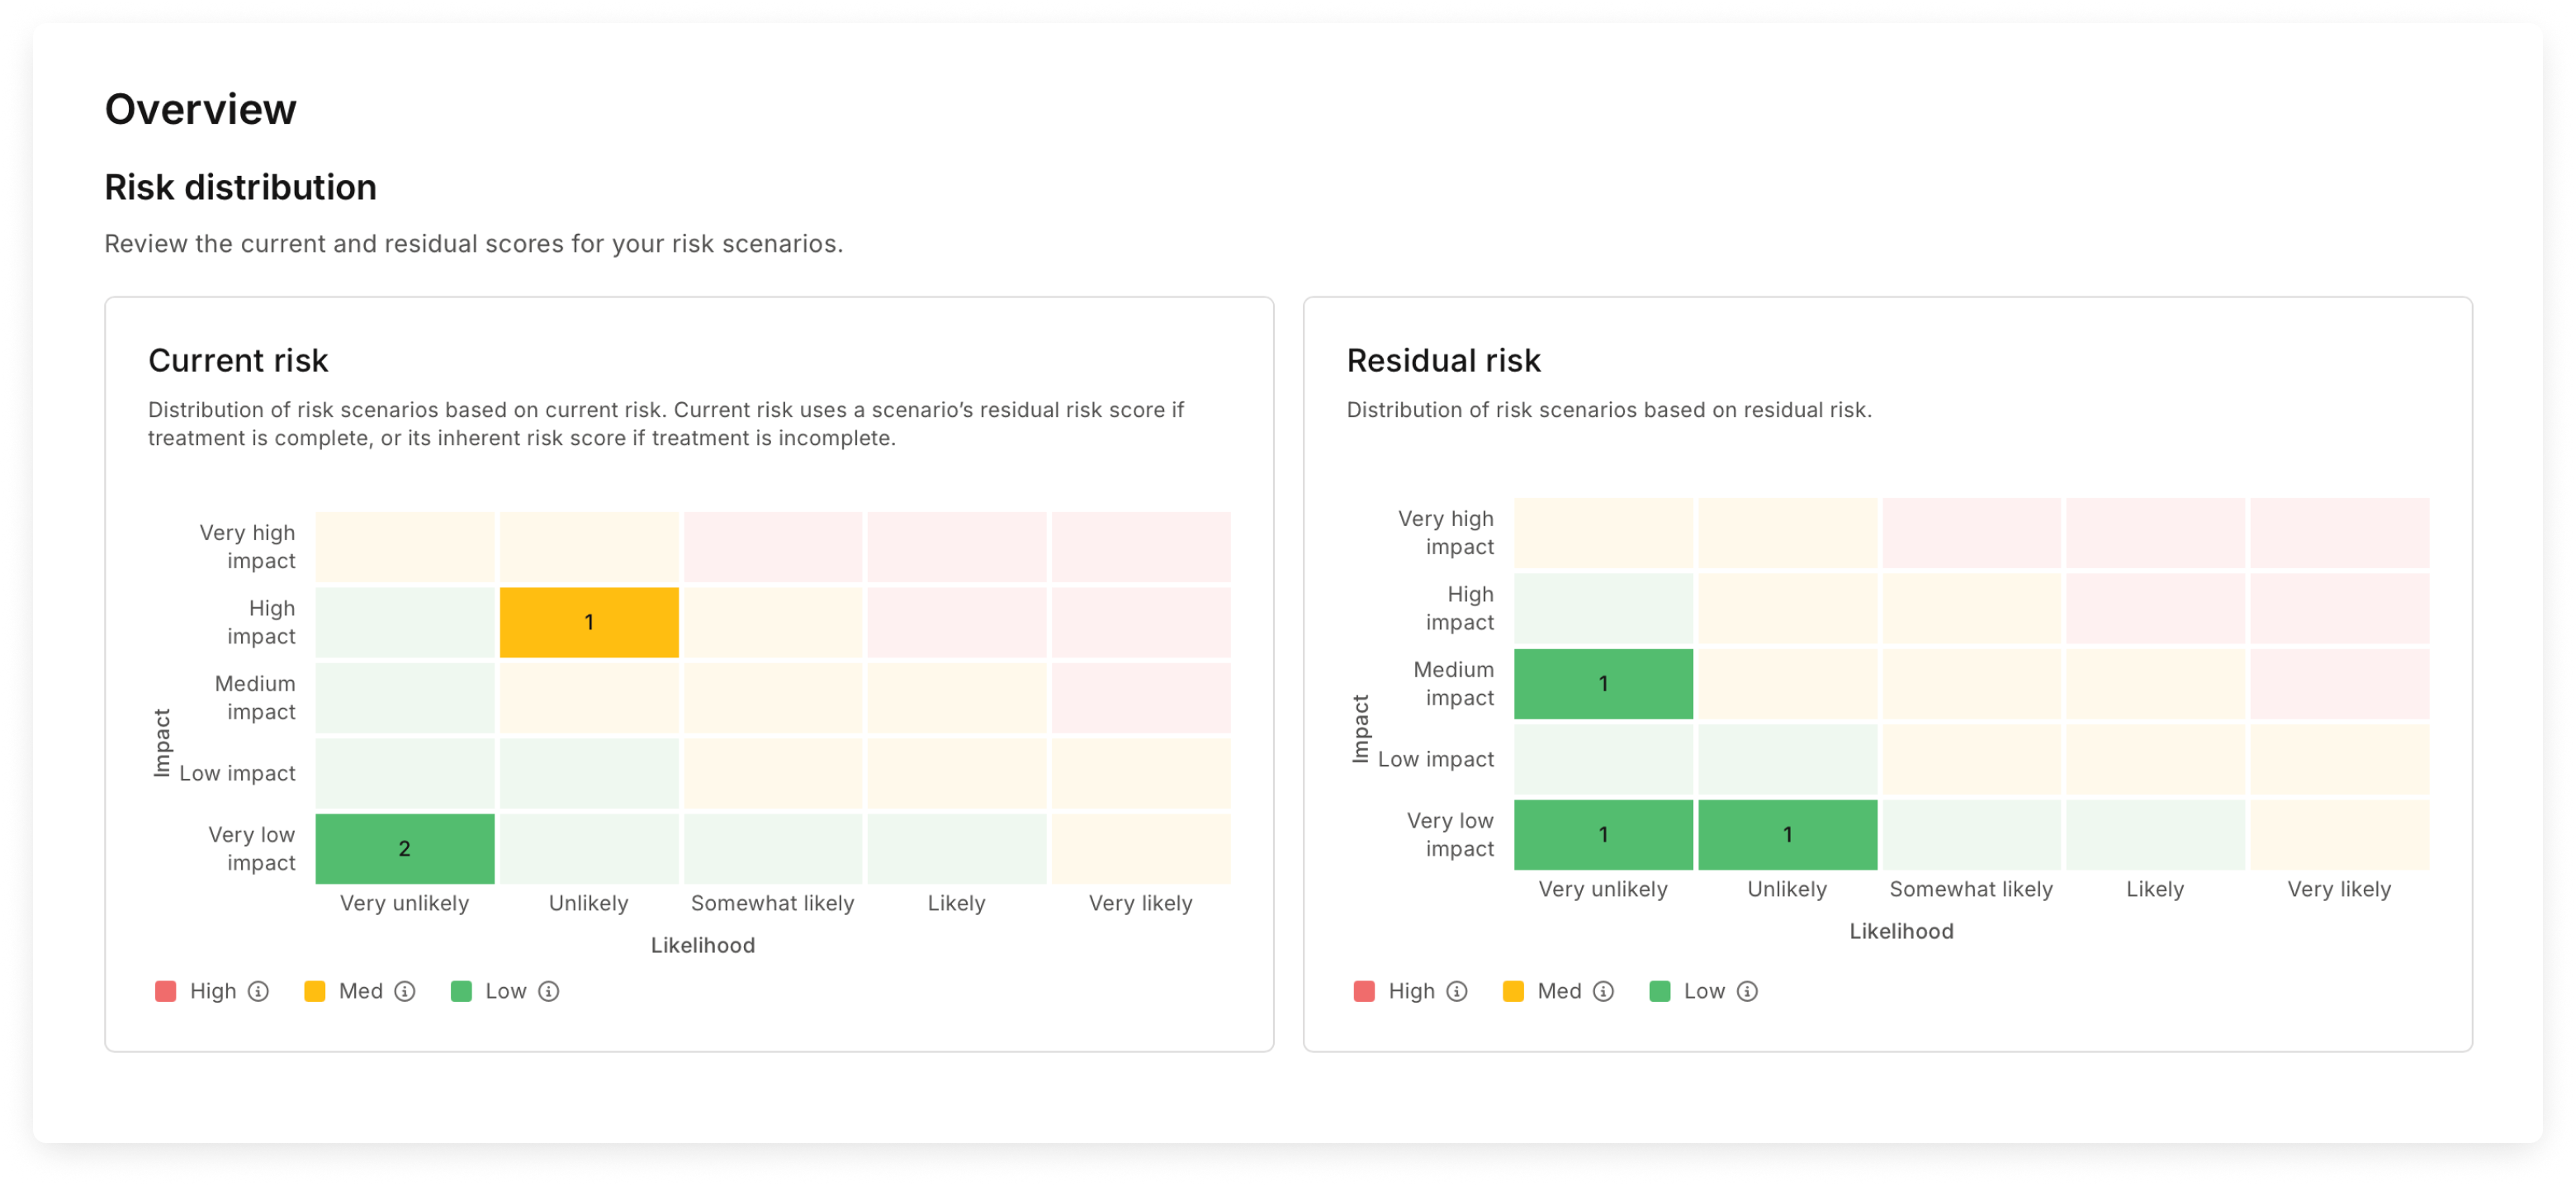 Overview
Risk distribution
Review the current and residual scores for your risk scenarios.
Current risk
Distribution of risk scenarios based on current risk. Current risk uses a scenario’s residual risk score if
treatment is complete, or its inherent risk score if treatment is incomplete.
Impact
Very high
impact
High
impact
1
Medium
impact
Low impact
Very low
impact
2
Very unlikely
Unlikely
Somewhat likely
Likely
Very likely
Likelihood
High
Med
Low
Residual risk
Distribution of risk scenarios based on residual risk.
Impact
Very high
impact
High
impact
Medium
impact
1
Low impact
Very low
impact
1
1
Very unlikely
Unlikely
Somewhat likely
Likely
Very likely
Likelihood
High
Med
Low